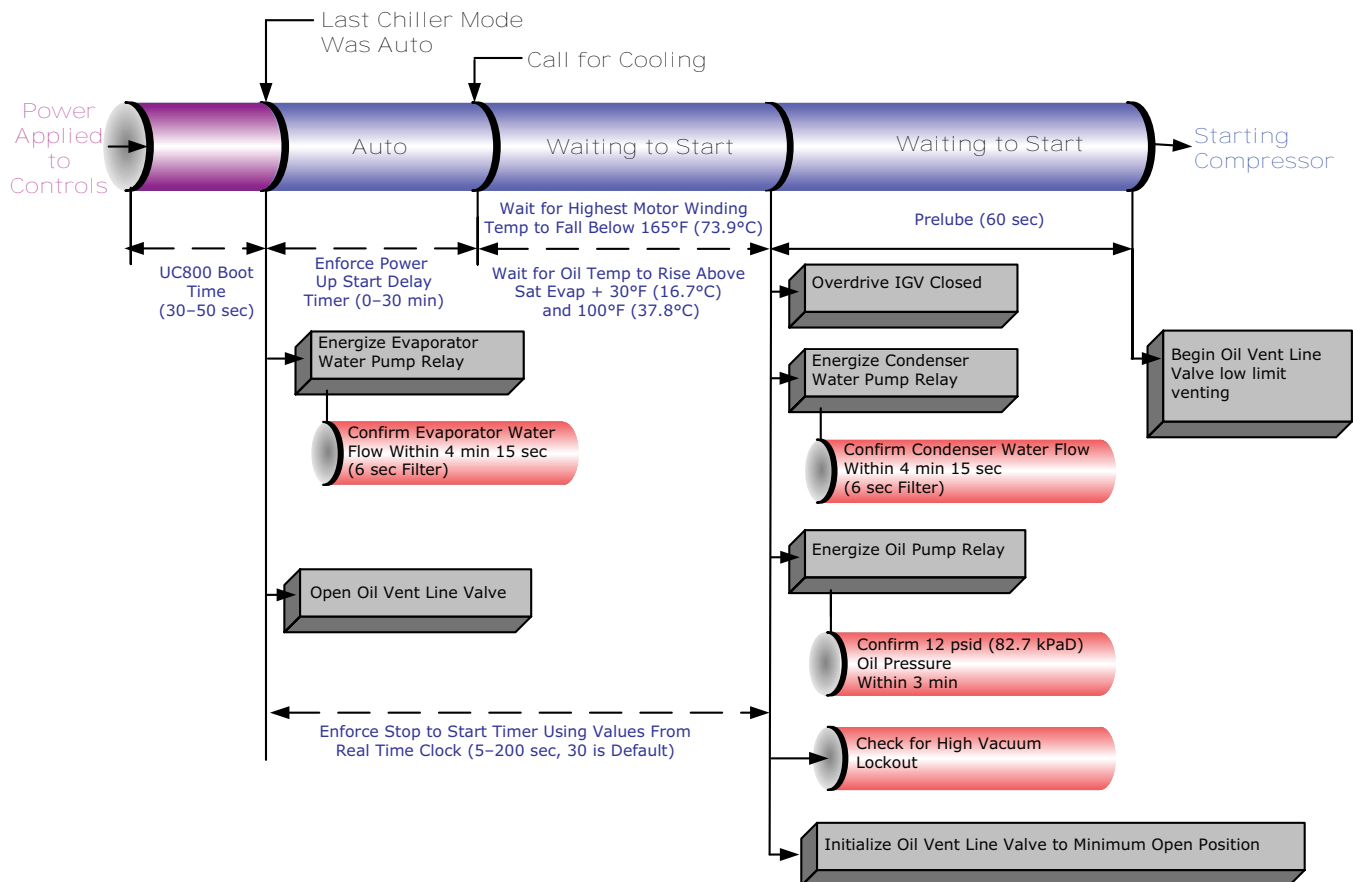 Last Chiller Mode
Was Auto
Call for Cooling
Power
Applied
to
Controls
Auto
Waiting to Start
Waiting to Start
Starting
Compressor
UC800 Boot
Time
(30–50 sec)
Enforce Power
Up Start Delay
Timer (0–30 min)
Wait for Highest Motor Winding
Temp to Fall Below 165°F (73.9°C)
Wait for Oil Temp to Rise Above
Sat Evap + 30°F (16.7°C)
and 100°F (37.8°C)
Prelube (60 sec)
Energize Evaporator
Water Pump Relay
Confirm Evaporator Water
Flow Within 4 min 15 sec
(6 sec Filter)
Open Oil Vent Line Valve
Enforce Stop to Start Timer Using Values From
Real Time Clock (5–200 sec, 30 is Default)
Overdrive IGV Closed
Energize Condenser
Water Pump Relay
Confirm Condenser Water Flow
Within 4 min 15 sec
(6 sec Filter)
Energize Oil Pump Relay
Confirm 12 psid (82.7 kPaD)
Oil Pressure
Within 3 min
Check for High Vacuum
Lockout
Initialize Oil Vent Line Valve to Minimum Open Position
Begin Oil Vent Line
Valve low limit
venting